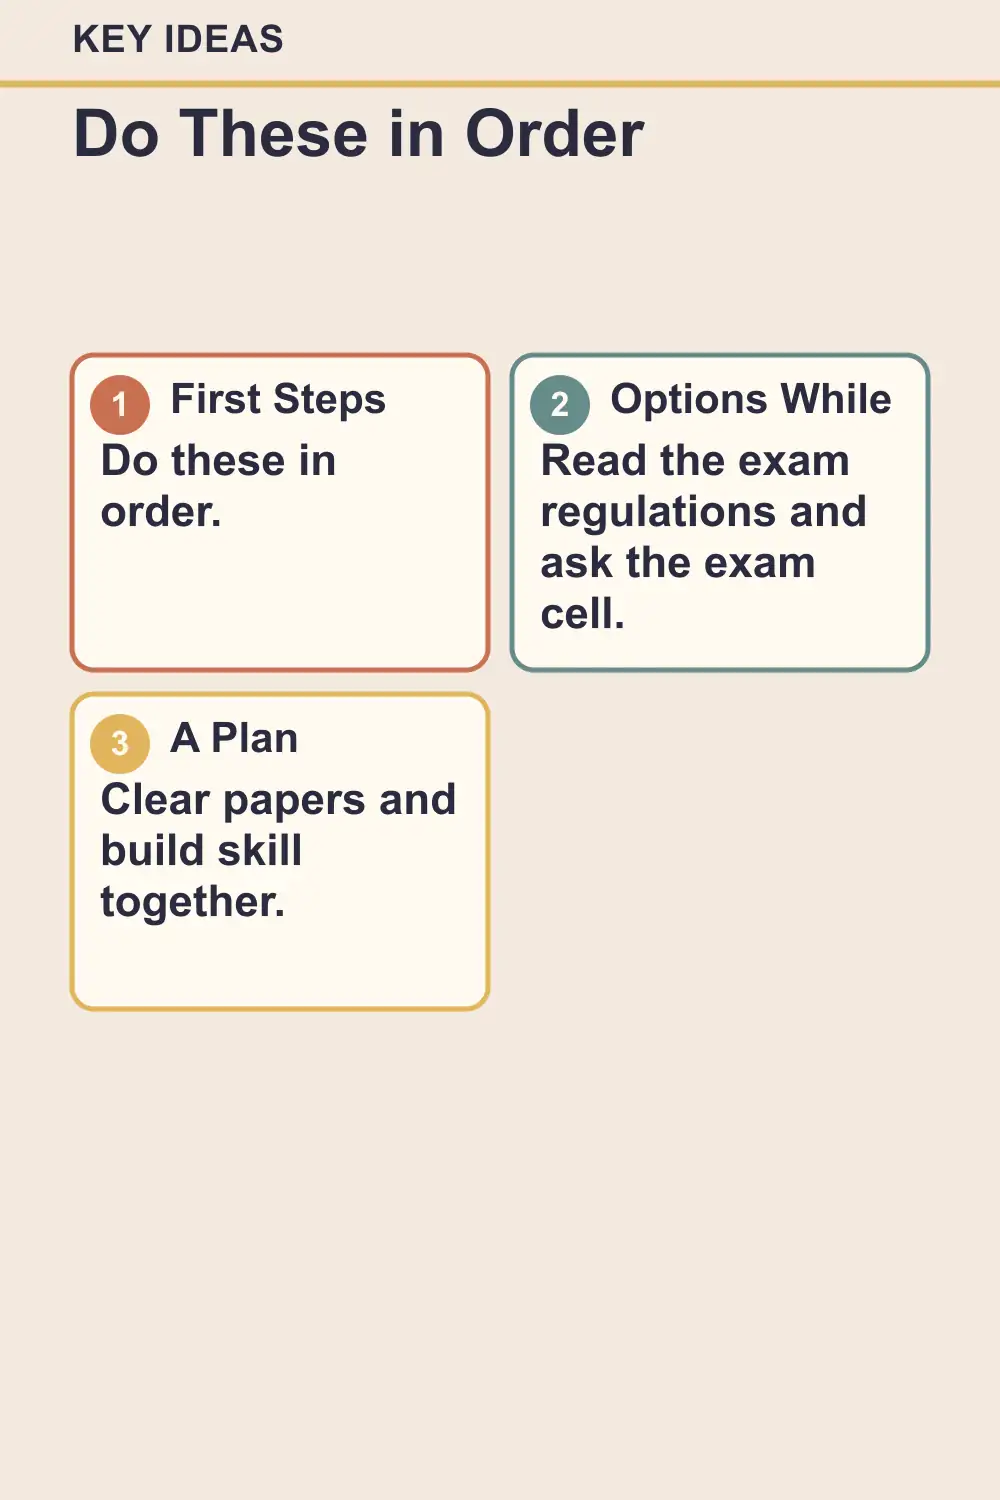 KEY IDEAS
Do These in Order
1 First Steps
Do these in
order.
2 Options While
Read the exam
regulations and
ask the exam
cell.
3 A Plan
Clear papers and
build skill
together.